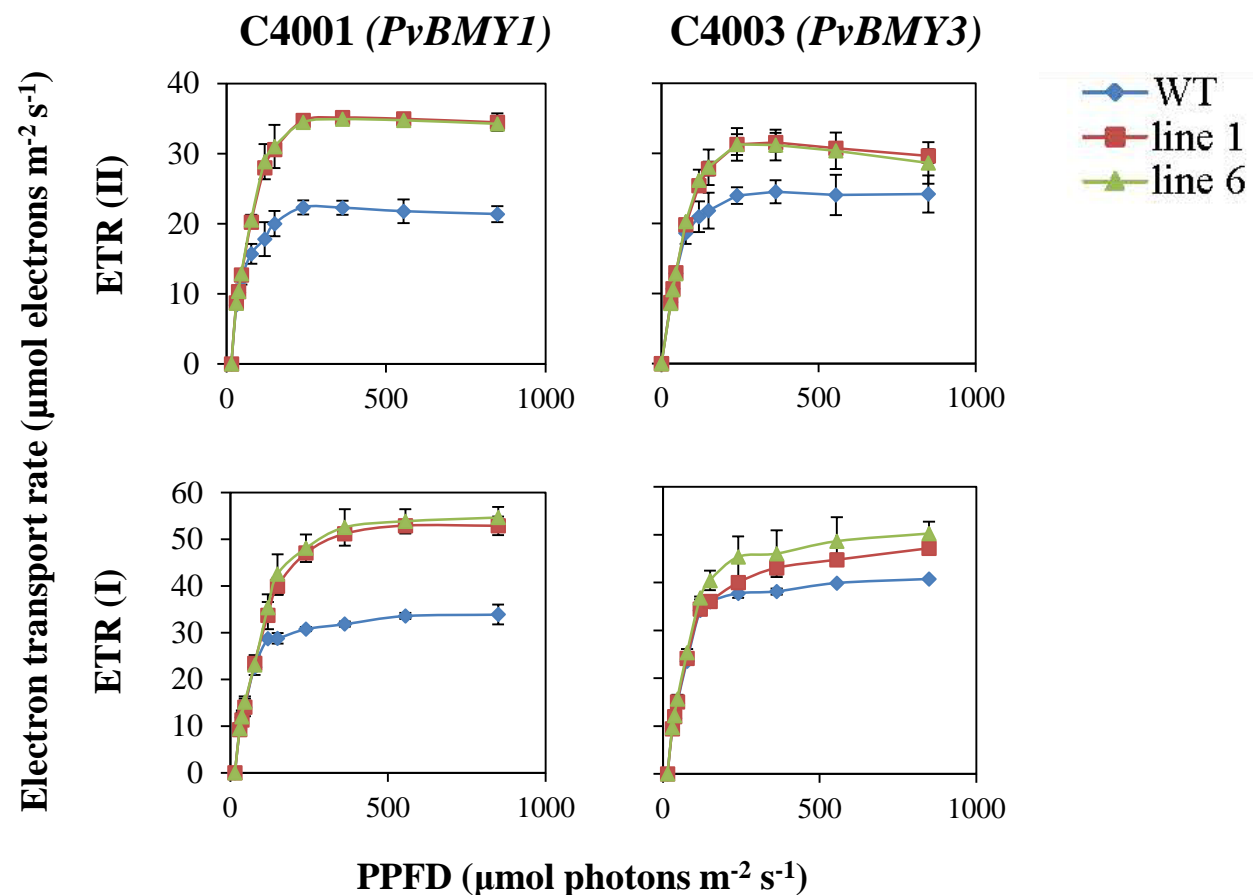 C4001 (PvBMY1)
C4003 (PvBMY3)
WT
line 1
line 6
Electron transport rate (µmol electrons m-2 s-1)
ETR (II)
40
30
20
10
0
0 500 1000
0 500 1000
ETR (I)
60
50
40
30
20
10
0
0 500 1000
0 500 1000
PPFD (µmol photons m-2 s-1)